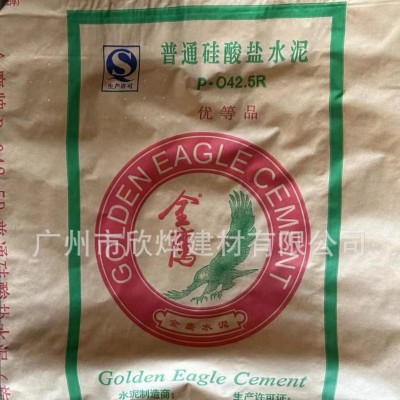 普通硅酸盐水泥
P·O42.5R
优等品
生产许可
GOLDEN EAGLE CEMENT
金鹰
广州市欣烨建材有限公司
金鹰水泥
Golden Eagle Cement
水泥制造商：
生产许可证：